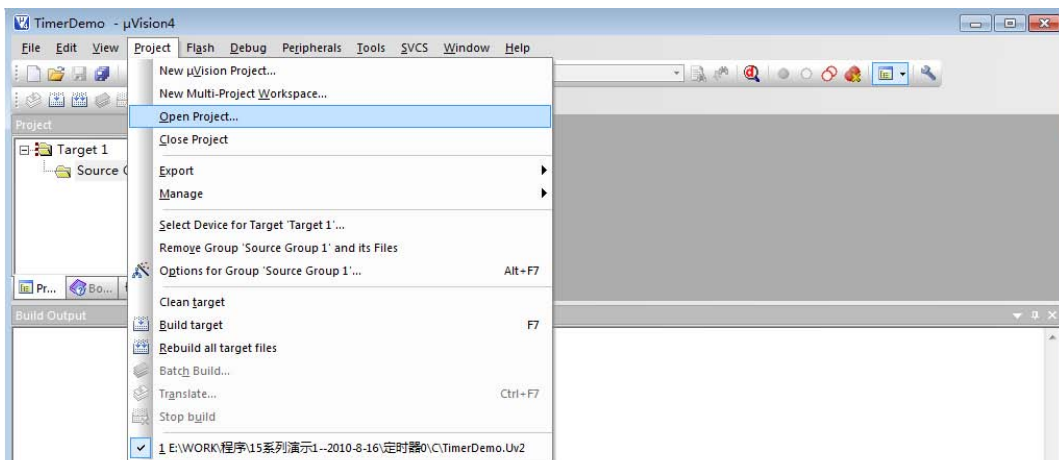 TimerDemo - µVision4
File Edit View Project Flash Debug Peripherals Tools SVCS Window Help
New µVision Project...
New Multi-Project Workspace...
Open Project...
Close Project
Export
Manage
Select Device for Target 'Target 1'...
Remove Group 'Source Group 1' and its Files
Options for Group 'Source Group 1'... Alt+F7
Clean target
Build target F7
Rebuild all target files
Batch Build...
Translate... Ctrl+F7
Stop build
1 E:\WORK\程序\15系列演示1--2010-8-16\定时器0\C\TimerDemo.Uv2
Project
Target 1
Source G
Pr... Bo...
Build Output